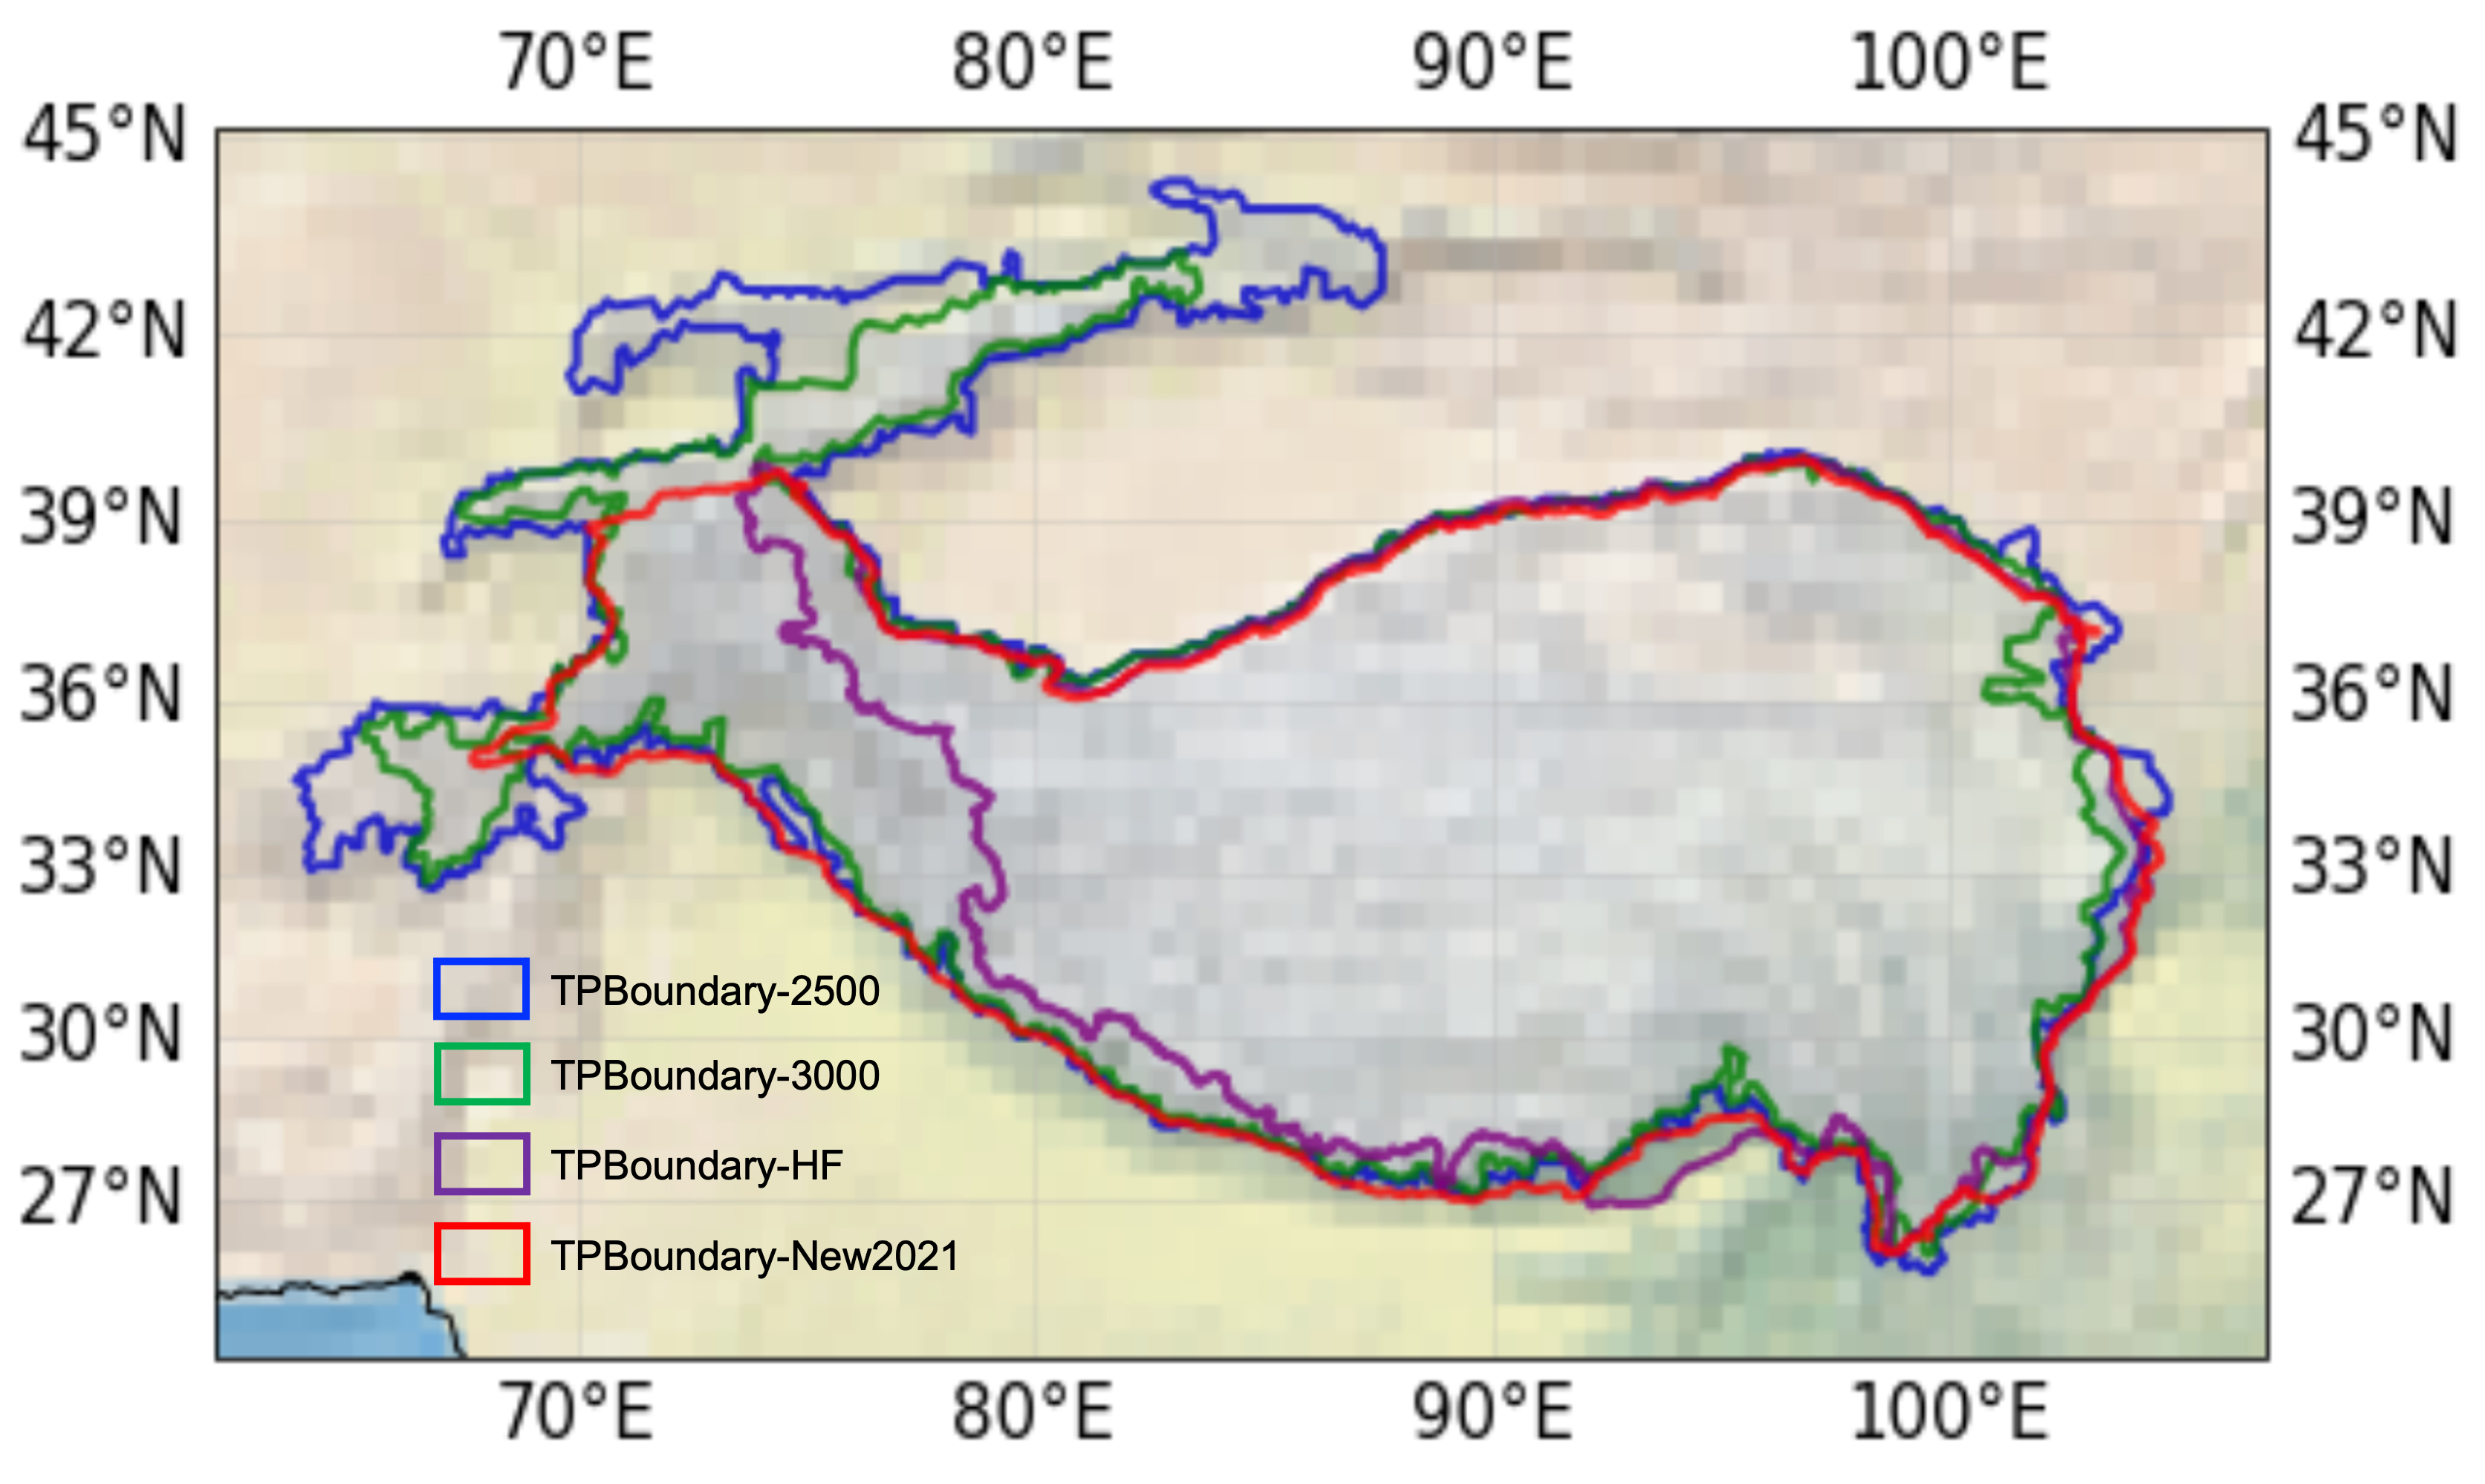 70°E 80°E 90°E 100°E
45°N 45°N
42°N 42°N
39°N 39°N
36°N 36°N
33°N 33°N
TPBoundary-2500
30°N 30°N
TPBoundary-3000
TPBoundary-HF
27°N 27°N
TPBoundary-New2021
70°E 80°E 90°E 100°E